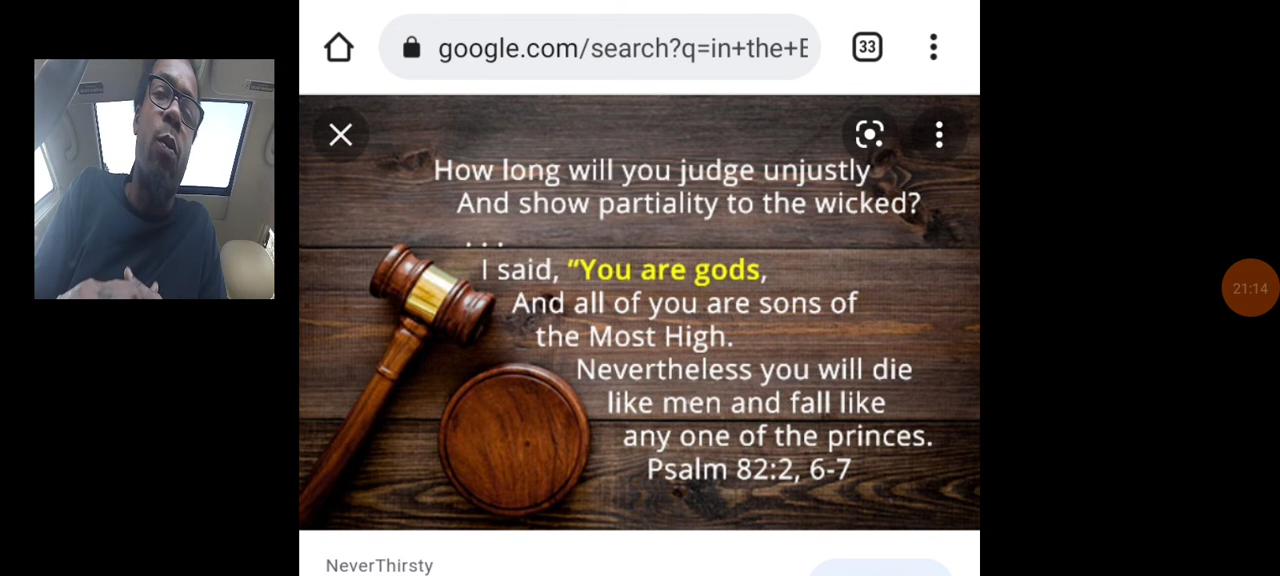 google.com/search?q=in+the+E
33
How long will you judge unjustly
And show partiality to the wicked?
...
I said, “You are gods,
And all of you are sons of
the Most High.
Nevertheless you will die
like men and fall like
any one of the princes.
Psalm 82:2, 6-7
21:14
NeverThirsty